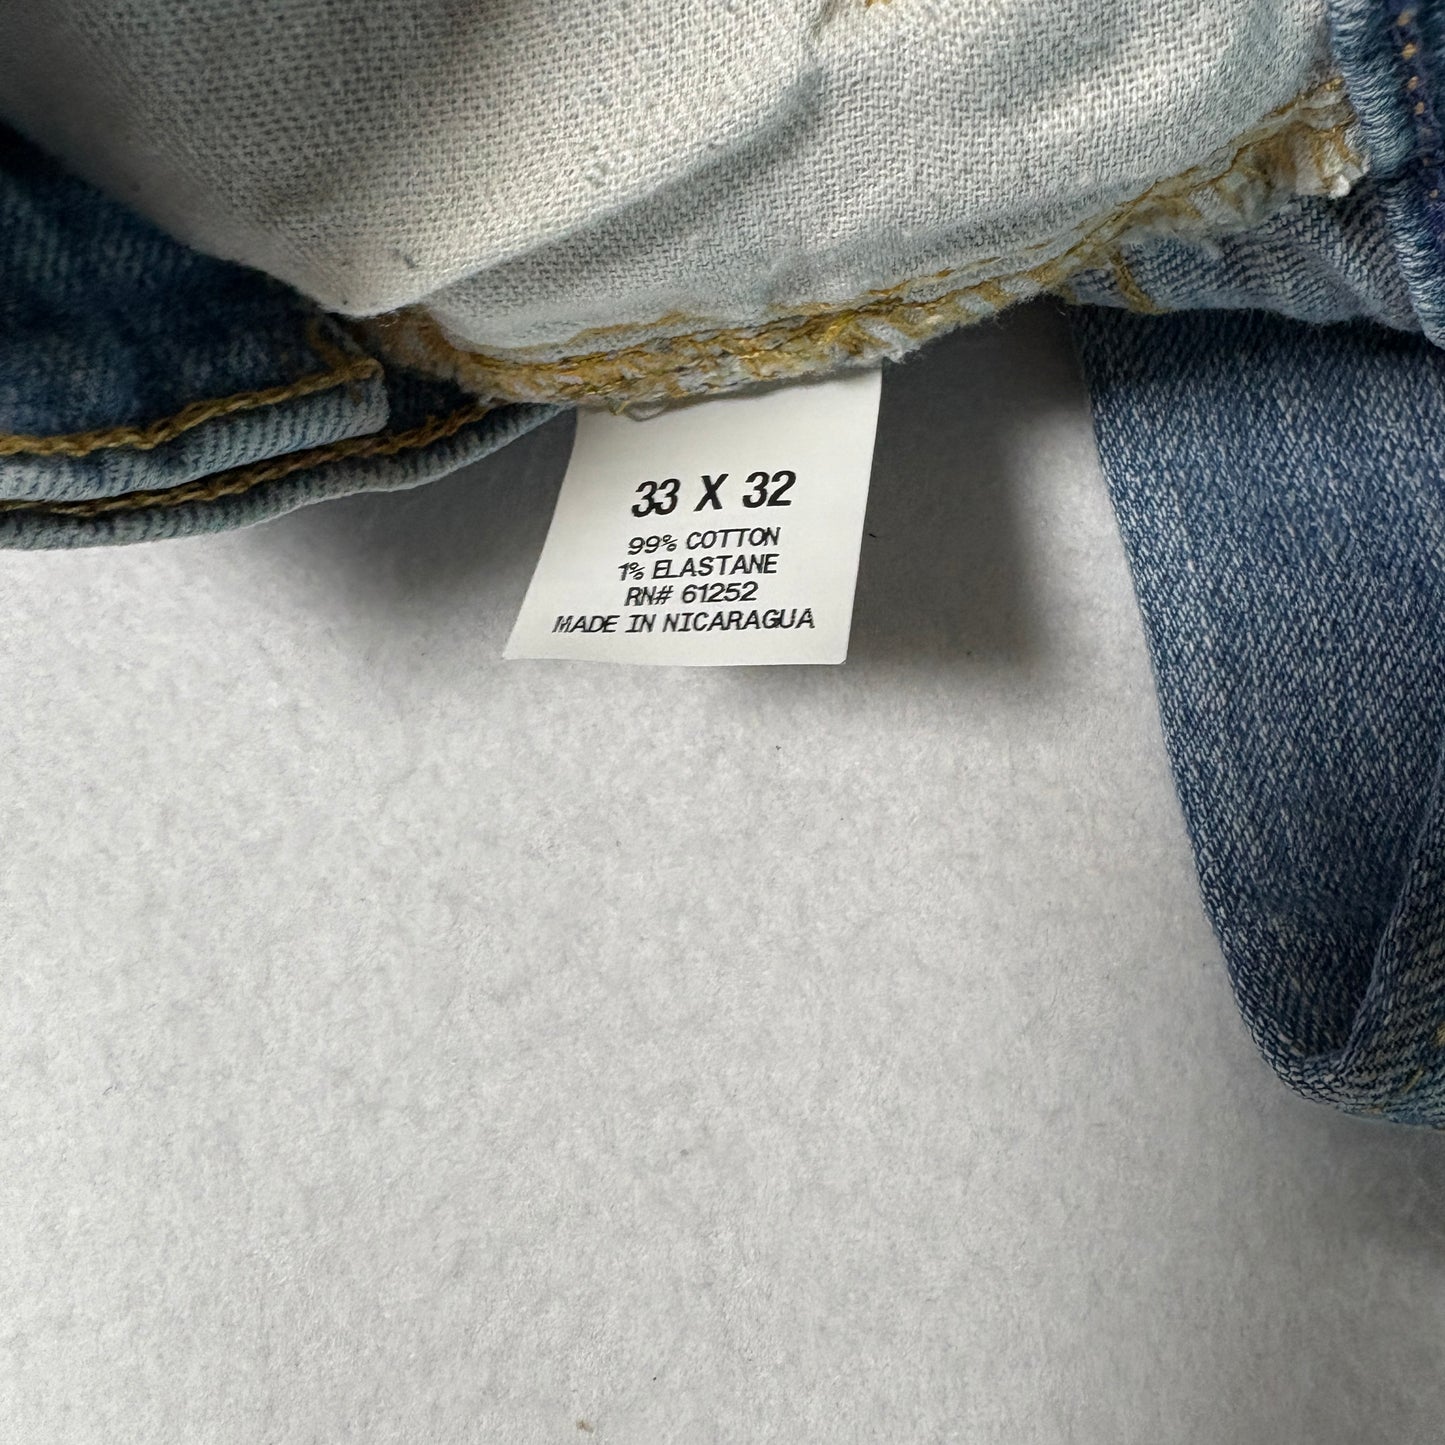 33 X 32
99% COTTON
1% ELASTANE
RN# 61252
MADE IN NICARAGUA